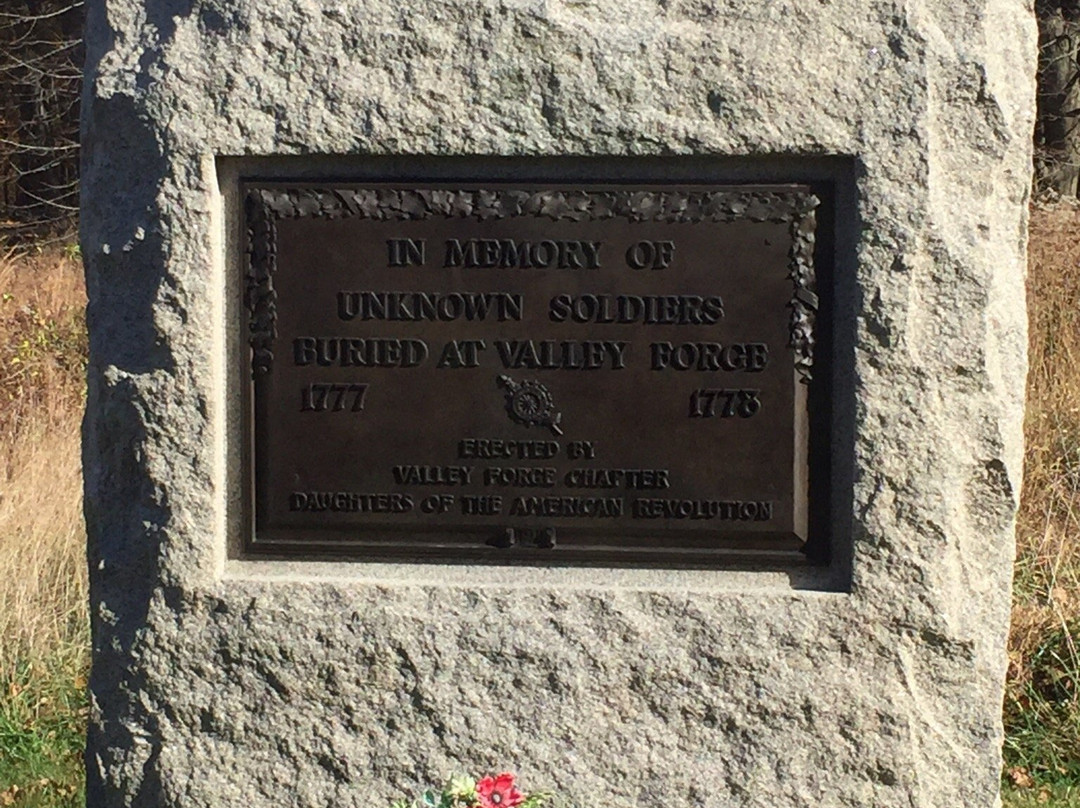 IN MEMORY OF
UNKNOWN SOLDIERS
BURIED AT VALLEY FORGE
1777 1778
ERECTED BY
VALLEY FORGE CHAPTER
DAUGHTERS OF THE AMERICAN REVOLUTION